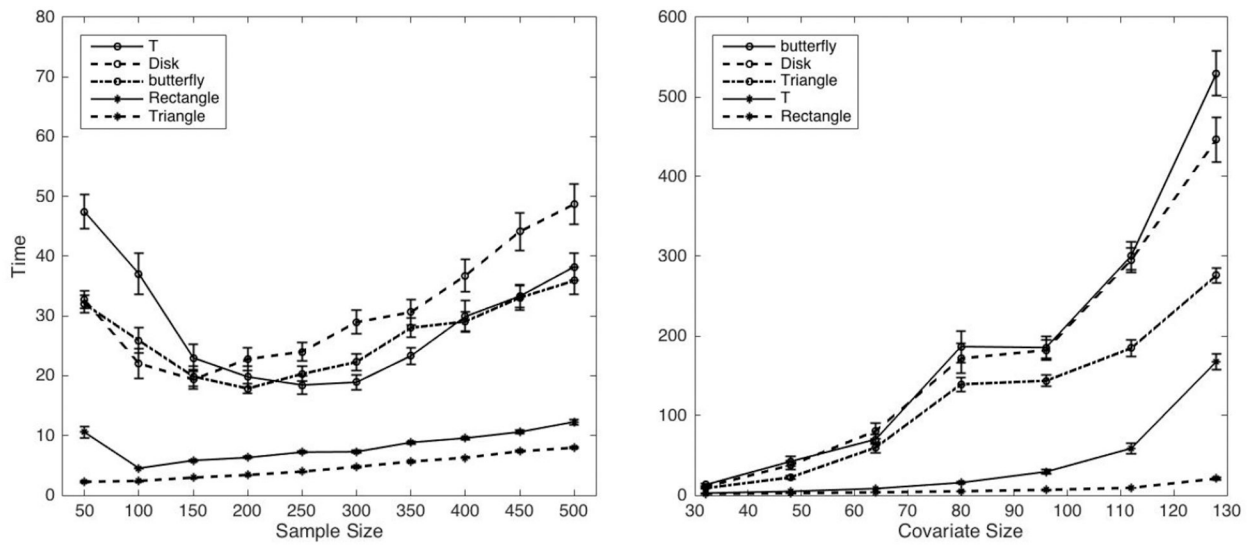 80
70
60
50
40
30
20
10
0
Time
T
Disk
butterfly
Rectangle
Triangle
50 100 150 200 250 300 350 400 450 500
Sample Size
600
500
400
300
200
100
0
butterfly
Disk
Triangle
T
Rectangle
30 40 50 60 70 80 90 100 110 120 130
Covariate Size